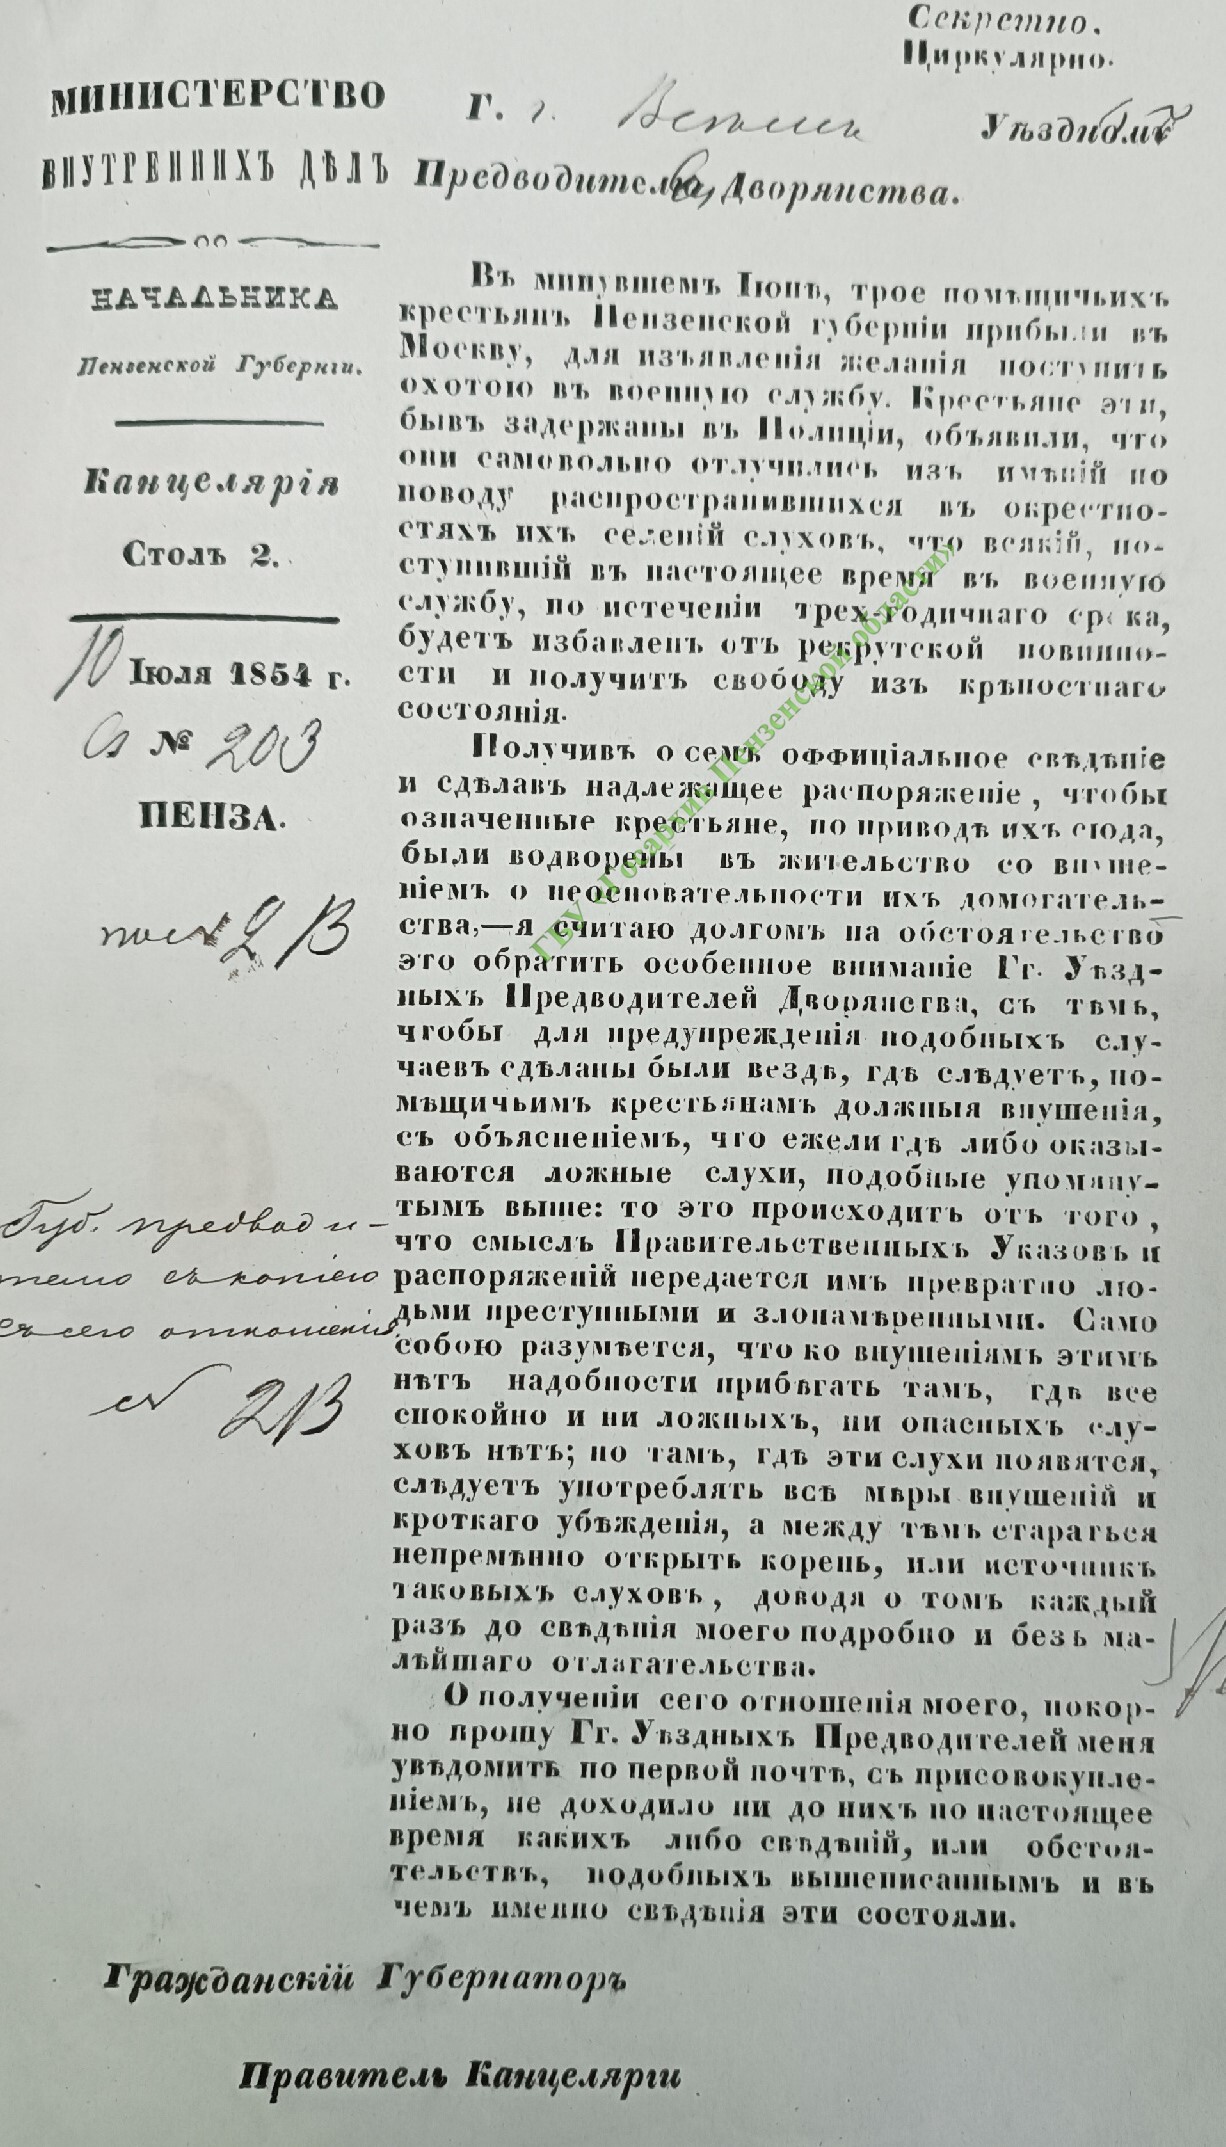 Секретно.
Циркулярно.
МИНИСТЕРСТВО
ВНУТРЕННИХЪ ДѢЛЪ
НАЧАЛЬНИКА
Пензенской Губерніи.
Канцелярія
Столъ 2.
10 Іюля 1854 г.
№ 203
ПЕНЗА.
Губ. предводи-
телю съ копіею
съ сего отношенія
Г. г. Уѣзднымъ
Предводителямъ Дворянства.
Въ минувшемъ Іюнѣ, трое помѣщичьихъ
крестьянъ Пензенской губерніи прибыли въ
Москву, для изъявленія желанія поступить
охотою въ военную службу. Крестьяне эти,
бывъ задержаны въ Полиціи, объявили, что
они самовольно отлучились изъ имѣній по
поводу распространившихся въ окрестно-
стяхъ ихъ селеній слуховъ, что всякій, по-
ступившій въ настоящее время въ военную
службу, по истеченіи трех-годичнаго срока,
будетъ избавленъ отъ рекрутской повинно-
сти и получитъ свободу изъ крѣпостнаго
состоянія.
Получивъ о семъ оффиціальное свѣдѣніе
и сдѣлавъ надлежащее распоряженіе, чтобы
означенные крестьяне, по приводѣ ихъ сюда,
были водворены въ жительство со внуше-
ніемъ о неосновательности ихъ домогатель-
ства,—я считаю долгомъ на обстоятельство
это обратить особенное вниманіе Гг. Уѣзд-
ныхъ Предводителей Дворянства, съ тѣмъ,
чтобы для предупрежденія подобныхъ слу-
чаевъ сдѣланы были вездѣ, гдѣ слѣдуетъ, по-
мѣщичьимъ крестьянамъ должныя внушенія,
съ объясненіемъ, что ежели гдѣ либо оказы-
ваются ложные слухи, подобные упомяну-
тымъ выше: то это происходитъ отъ того,
что смыслъ Правительственныхъ Указовъ и
распоряженій передается имъ превратно лю-
дьми преступными и злонамѣренными. Само
собою разумѣется, что ко внушеніямъ этимъ
нѣтъ надобности прибѣгать тамъ, гдѣ все
спокойно и ни ложныхъ, ни опасныхъ слу-
ховъ нѣтъ; но тамъ, гдѣ эти слухи появятся,
слѣдуетъ употреблять всѣ мѣры внушеній и
кроткаго убѣжденія, а между тѣмъ стараться
непремѣнно открыть корень, или источникъ
таковыхъ слуховъ, доводя о томъ каждый
разъ до свѣдѣнія моего подробно и безъ ма-
лѣйшаго отлагательства.
О полученіи сего отношенія моего, покор-
но прошу Гг. Уѣздныхъ Предводителей меня
увѣдомить по первой почтѣ, съ присовокупле-
ніемъ, не доходило ли до нихъ по настоящее
время какихъ либо свѣдѣній, или обстоя-
тельствъ, подобныхъ вышеписаннымъ и въ
чемъ именно свѣдѣнія эти состояли.
Гражданскій Губернаторъ
Правитель Канцеляріи
ГБУ «Госархив Пензенской области»